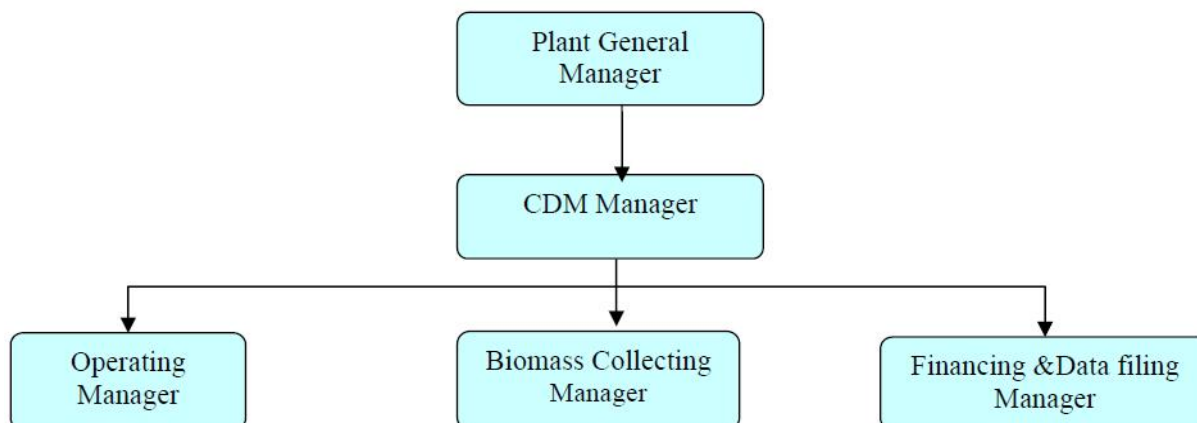 Plant General
Manager
CDM Manager
Operating
Manager
Biomass Collecting
Manager
Financing &Data filing
Manager